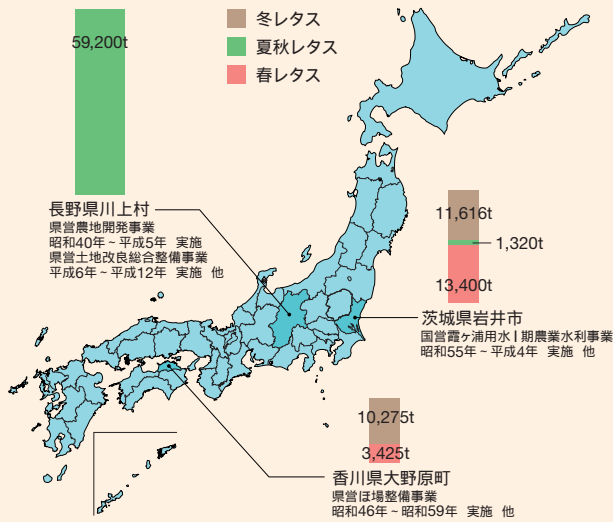 59,200t
冬レタス
夏秋レタス
春レタス
長野県川上村
県営農地開発事業
昭和40年~平成5年 実施
県営土地改良総合整備事業
平成6年~平成12年 実施 他
11,616t
1,320t
13,400t
茨城県岩井市
国営霞ヶ浦用水Ⅰ期農業水利事業
昭和55年~平成4年 実施 他
10,275t
3,425t
香川県大野原町
県営ほ場整備事業
昭和46年~昭和59年 実施 他